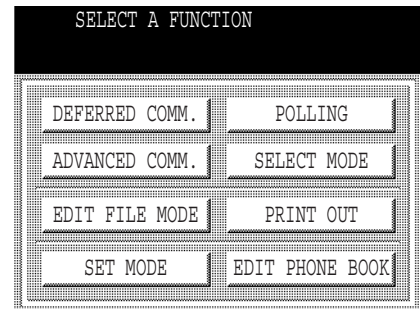 SELECT A FUNCTION
DEFERRED COMM. POLLING
ADVANCED COMM. SELECT MODE
EDIT FILE MODE PRINT OUT
SET MODE EDIT PHONE BOOK